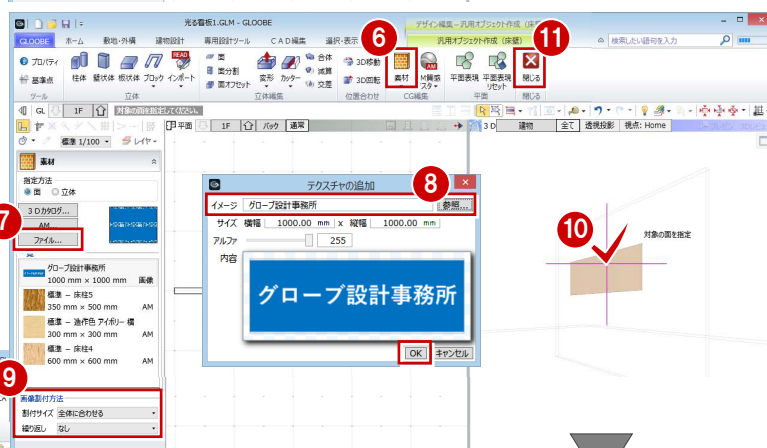 光る看板1.GLM - GLOOBE
デザイン編集 – 汎用オブジェクト作成（床
GLOOBE ホーム 敷地・外構 建物設計 専用設計ツール CAD編集 選択・表示 汎用オブジェクト作成（床壁） 検索したい語句を入力
6
11
プロパティ
基準点
柱体 壁状体 板状体 ブロック インポート
面
面分割
面オフセット
変形 カッター
合体
減算
交差
3D移動
3D回転
素材
M質感
マスター
平面表現 平面表現
リセット
閉じる
ツール 立体 立体編集 位置合わせ CG編集 平面 閉じる
GL 1F 対象の面を指定してください。
標準 1/100 レイヤ
平面 1F バック 通常
3D 建物 全て 透視投影 視点: Home
素材
指定方法
面 立体
3Dカタログ...
AM...
7
ファイル...
グローブ設計事務所
1000 mm × 1000 mm 画像
標準 – 床柱5
350 mm × 500 mm AM
標準 – 造作色 アイボリー 横
300 mm × 300 mm AM
標準 – 床柱4
600 mm × 600 mm AM
9
画像割付方法
割付サイズ 全体に合わせる
繰り返し なし
テクスチャの追加
8
イメージ グローブ設計事務所 参照...
サイズ 横幅 1000.00 mm x 縦幅 1000.00 mm
アルファ 255
内容
グローブ設計事務所
OK キャンセル
10
対象の面を指定